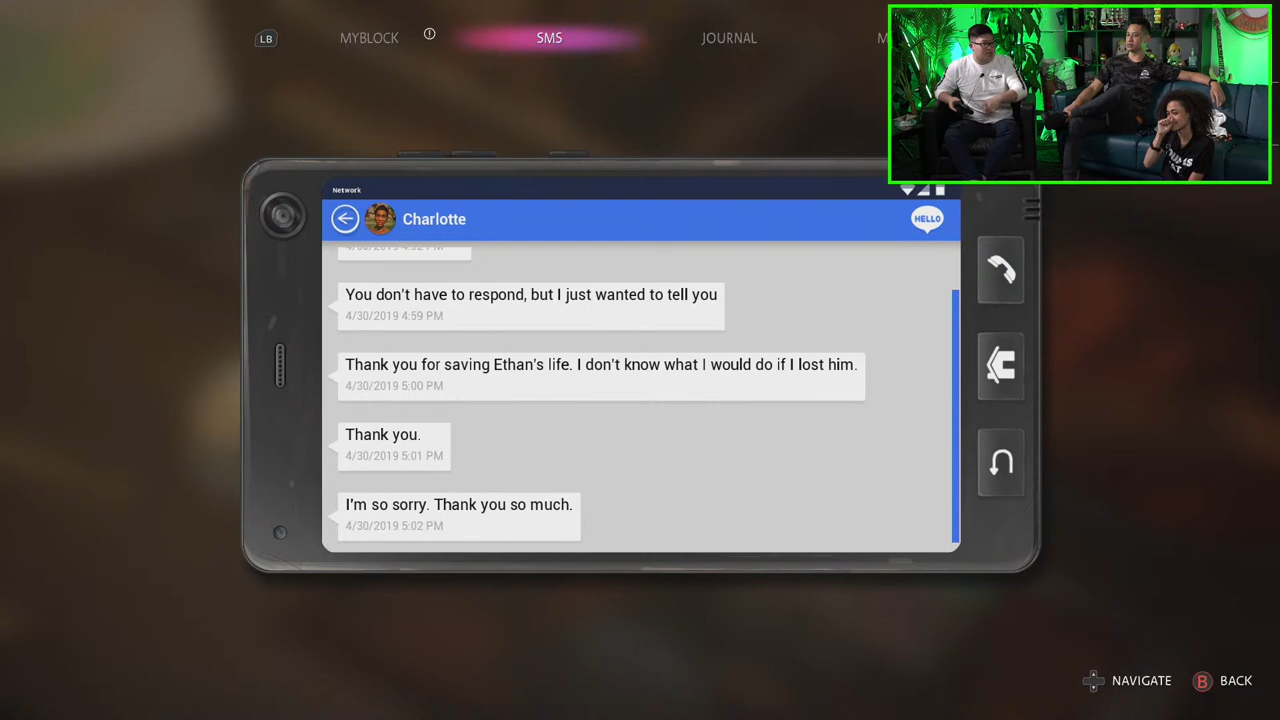 LB
MYBLOCK
SMS
JOURNAL
Network
Charlotte
HELLO
You don't have to respond, but I just wanted to tell you
4/30/2019 4:59 PM
Thank you for saving Ethan's life. I don't know what I would do if I lost him.
4/30/2019 5:00 PM
Thank you.
4/30/2019 5:01 PM
I'm so sorry. Thank you so much.
4/30/2019 5:02 PM
NAVIGATE
B BACK